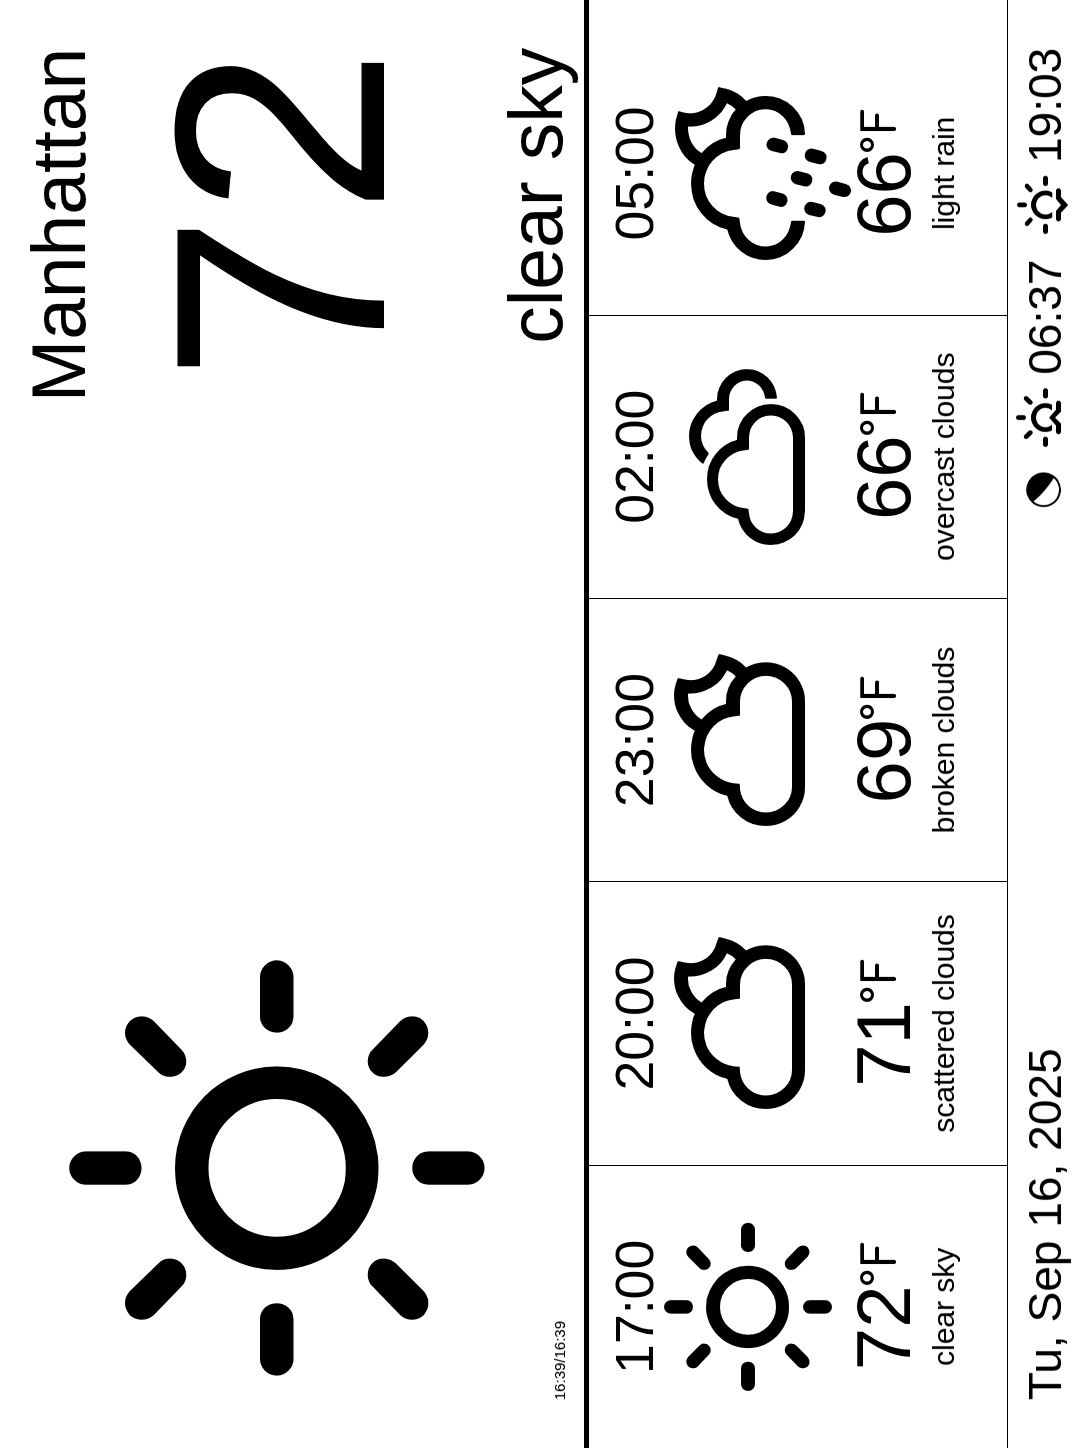 Manhattan
72
clear sky
16:39/16:39
17:00
72°F
clear sky
20:00
71°F
scattered clouds
23:00
69°F
broken clouds
02:00
66°F
overcast clouds
05:00
66°F
light rain
Tu, Sep 16, 2025
06:37
19:03